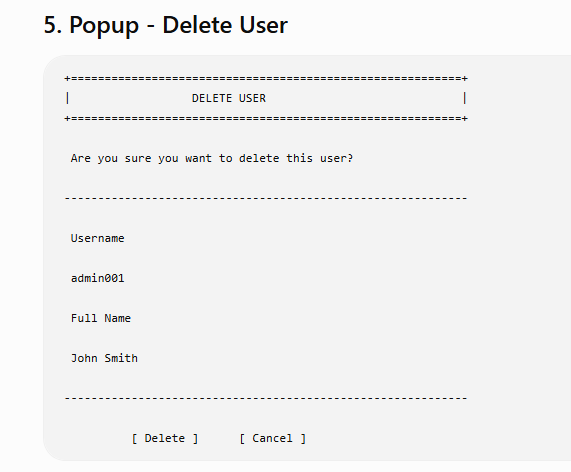 5. Popup - Delete User
+==========================================================+
|                   DELETE USER                             |
+==========================================================+
Are you sure you want to delete this user?
------------------------------------------------------------
Username
admin001
Full Name
John Smith
------------------------------------------------------------
[ Delete ]      [ Cancel ]